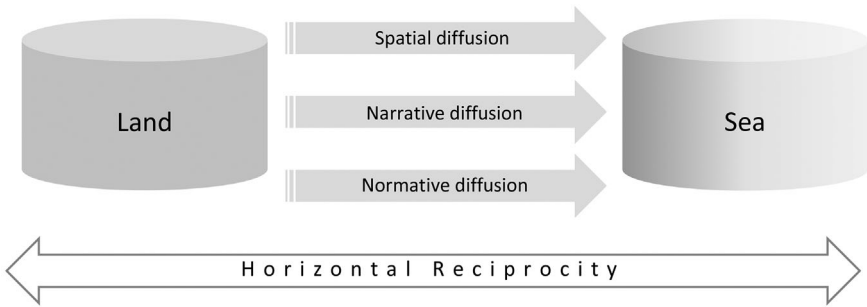 Spatial diffusion
Land
Narrative diffusion
Sea
Normative diffusion
Horizontal Reciprocity